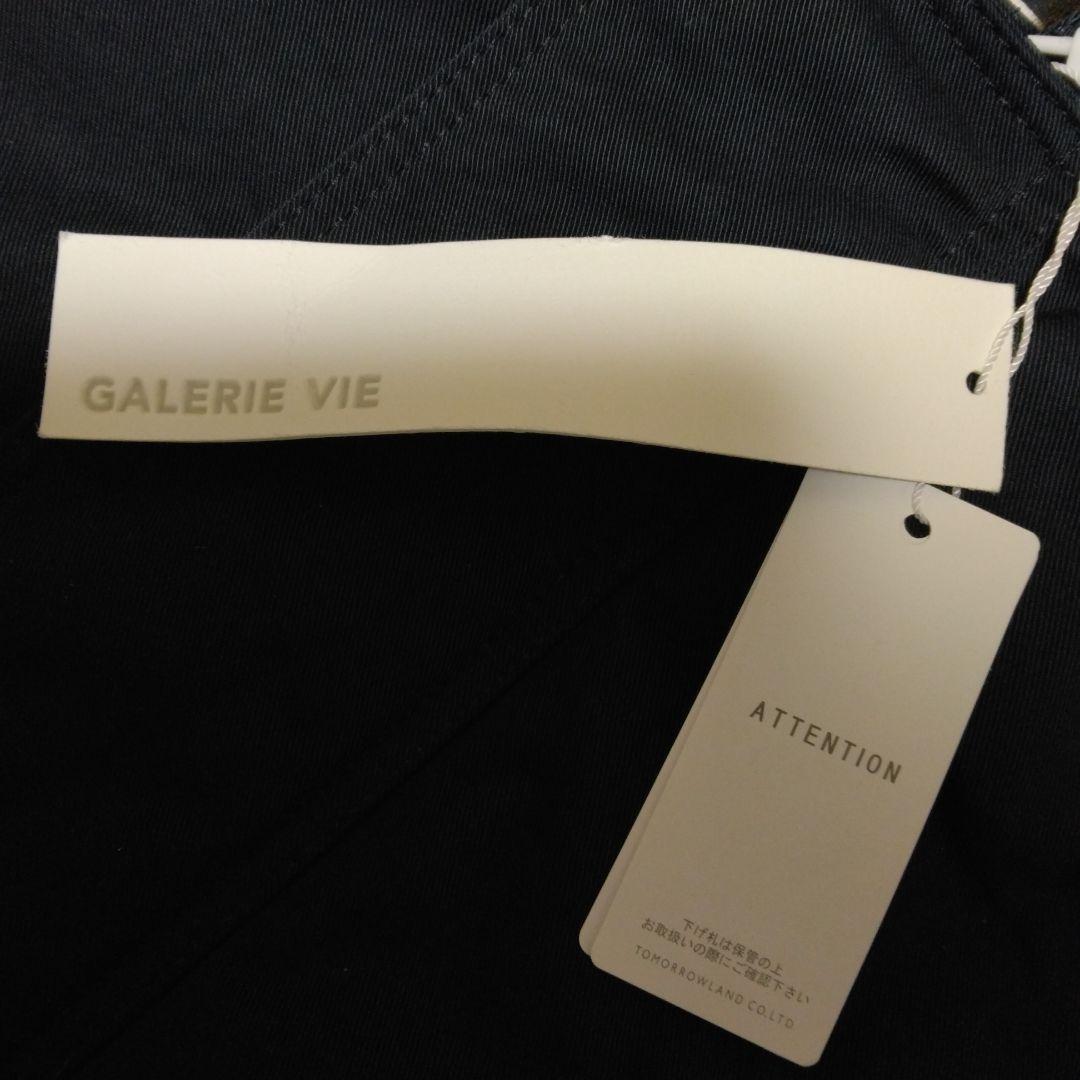 GALERIE VIE
ATTENTION
下げ札は保管の上
お取扱いの際にご確認下さい
TOMORROWLAND CO.LTD